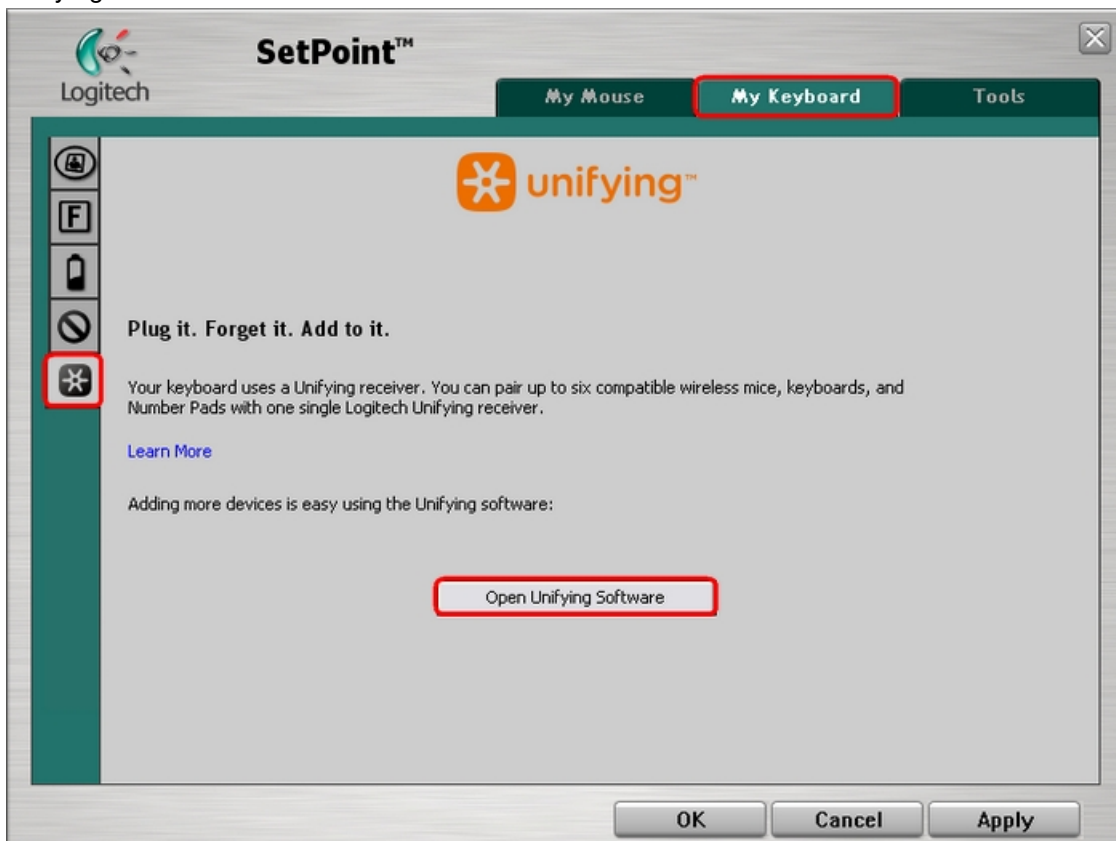 SetPoint™
Logitech
My Mouse
My Keyboard
Tools
F
unifying™
Plug it. Forget it. Add to it.
Your keyboard uses a Unifying receiver. You can pair up to six compatible wireless mice, keyboards, and
Number Pads with one single Logitech Unifying receiver.
Learn More
Adding more devices is easy using the Unifying software:
Open Unifying Software
OK
Cancel
Apply